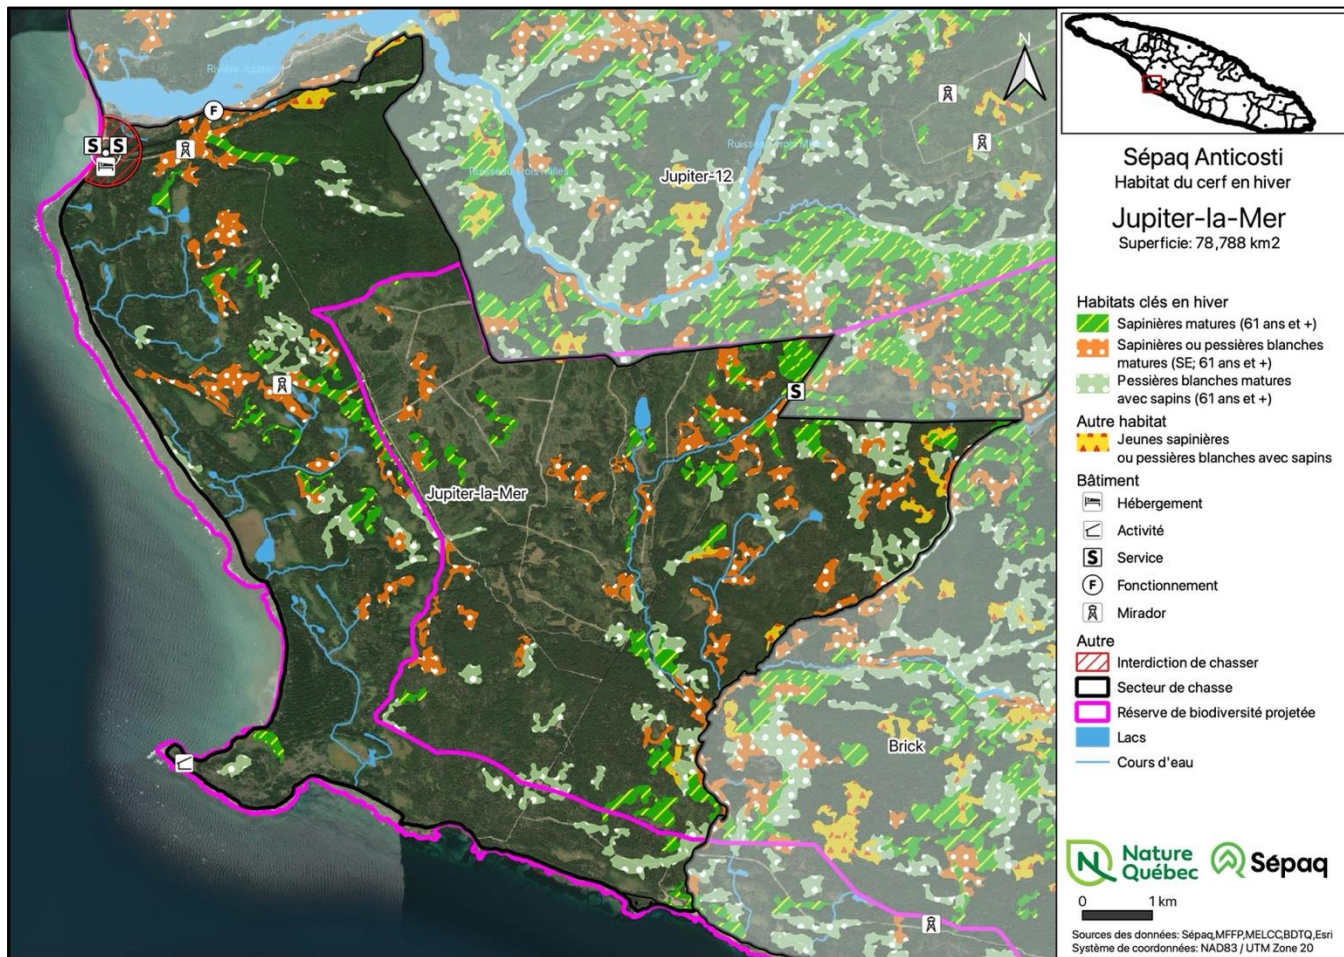 Rivière Jupiter
F
S
S
Ruisseau Trois Milles
Jupiter-12
S
Jupiter-la-Mer
Brick
N
Sépaq Anticosti
Habitat du cerf en hiver
Jupiter-la-Mer
Superficie: 78,788 km2
Habitats clés en hiver
Sapinières matures (61 ans et +)
Sapinières ou pessières blanches
matures (SE; 61 ans et +)
Pessières blanches matures
avec sapins (61 ans et +)
Autre habitat
Jeunes sapinières
ou pessières blanches avec sapins
Bâtiment
Hébergement
Activité
S
Service
F
Fonctionnement
Mirador
Autre
Interdiction de chasser
Secteur de chasse
Réserve de biodiversité projetée
Lacs
Cours d'eau
N
Nature
Québec
Sépaq
0 1 km
Sources des données: Sépaq,MFFP,MELCC,BDTQ,Esri
Système de coordonnées: NAD83 / UTM Zone 20